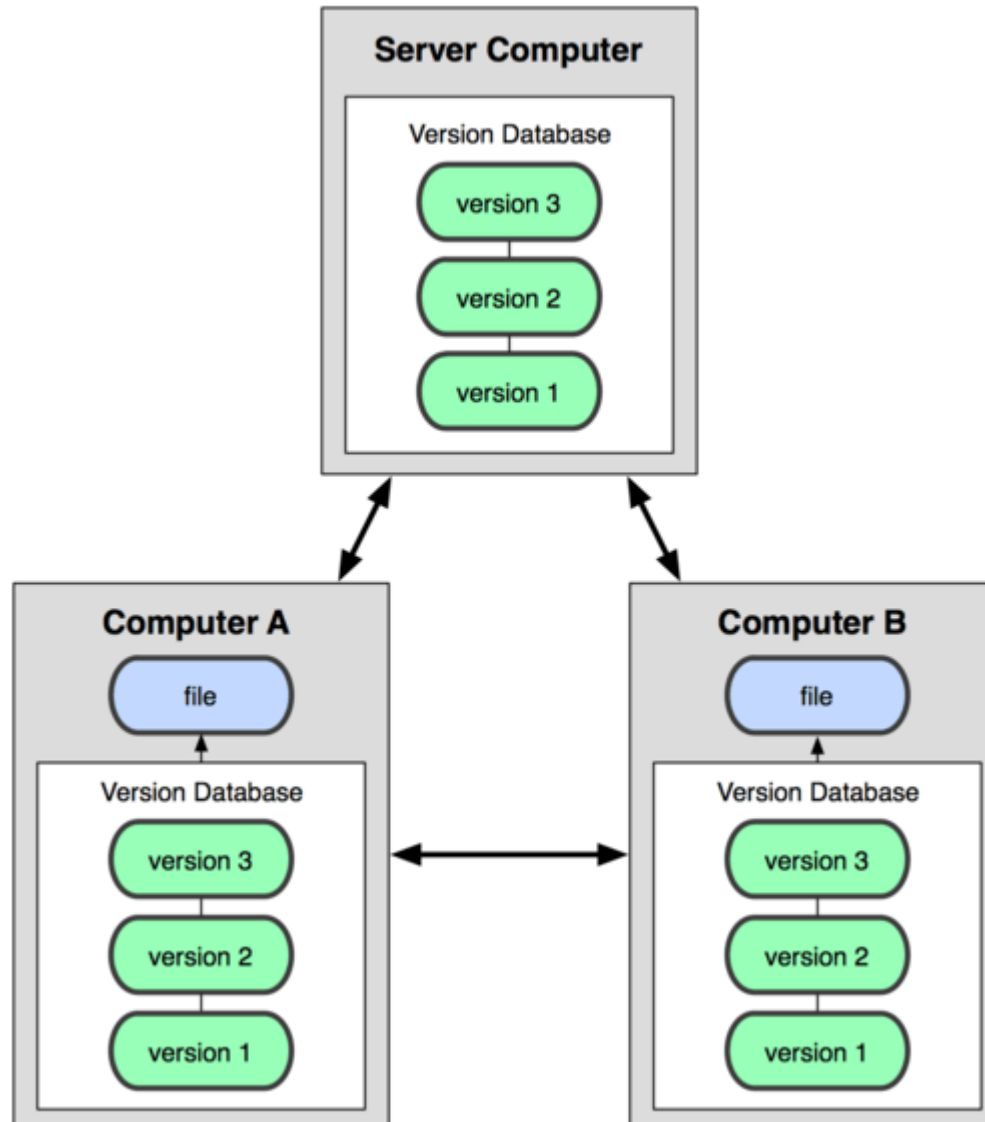 Server Computer
Version Database
version 3
version 2
version 1
Computer A
file
Version Database
version 3
version 2
version 1
Computer B
file
Version Database
version 3
version 2
version 1